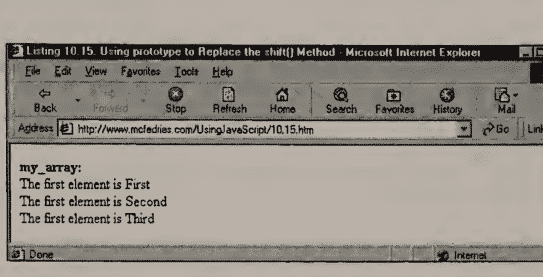 Listing 10.15. Using prototype to Replace the shift() Method - Microsoft Internet Explorer
File Edit View Favorites Tools Help
Back Forward Stop Refresh Home Search Favorites History Mail
Address http://www.mcfedries.com/UsingJavaScript/10.15.htm Go Link
my_array:
The first element is First
The first element is Second
The first element is Third
Done Internet